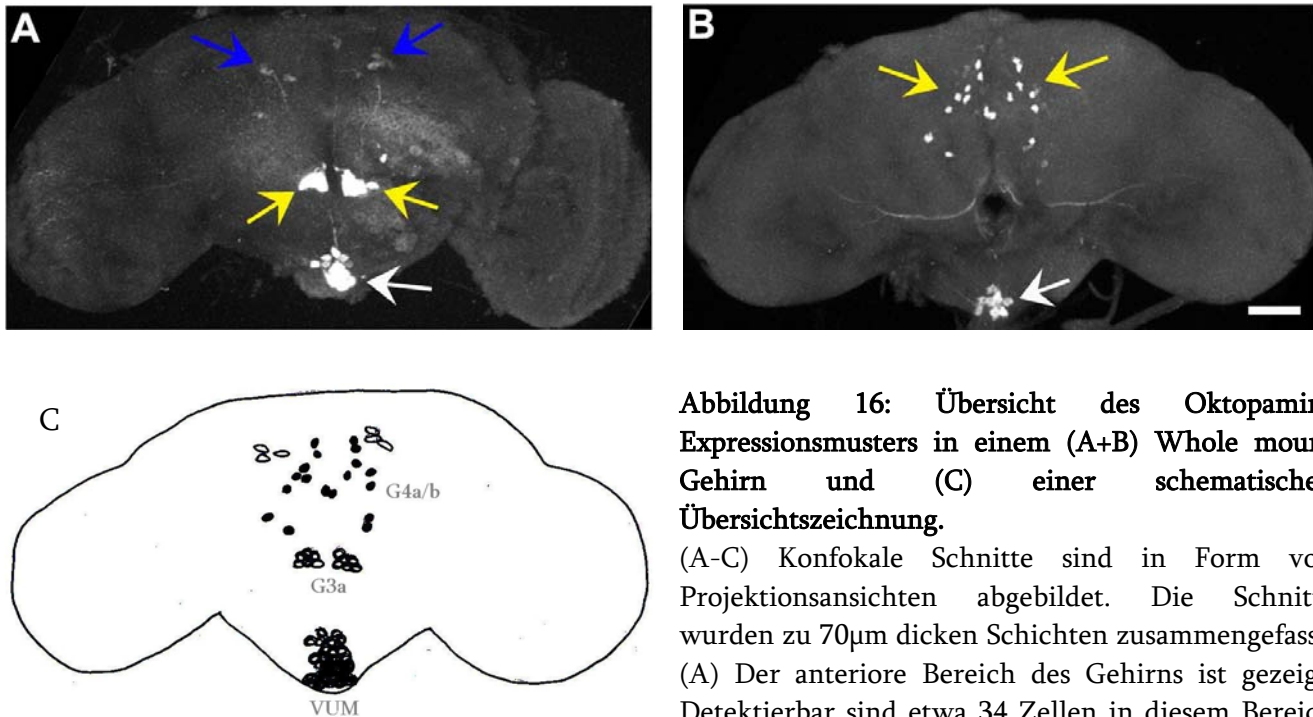 A
B
C
G4a/b
G3a
VUM
Abbildung 16: Übersicht des Oktopamin
Expressionsmusters in einem (A+B) Whole moun
Gehirn und (C) einer schematische
Übersichtszeichnung.
(A-C) Konfokale Schnitte sind in Form vo
Projektionsansichten abgebildet. Die Schnitt
wurden zu 70µm dicken Schichten zusammengefass
(A) Der anteriore Bereich des Gehirns ist gezeig
Detektierbar sind etwa 34 Zellen in diesem Bereic